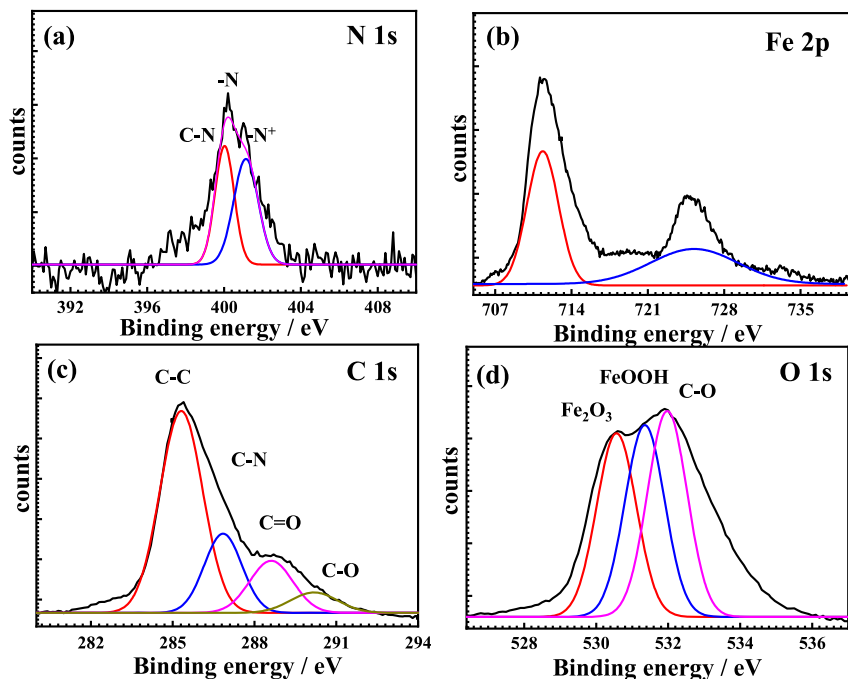 (a)
N 1s
-N
C-N
-N⁺
counts
392 396 400 404 408
Binding energy / eV
(b)
Fe 2p
counts
707 714 721 728 735
Binding energy / eV
(c)
C 1s
C-C
C-N
C=O
C-O
counts
282 285 288 291 294
Binding energy / eV
(d)
O 1s
FeOOH
C-O
Fe₂O₃
counts
528 530 532 534 536
Binding energy / eV